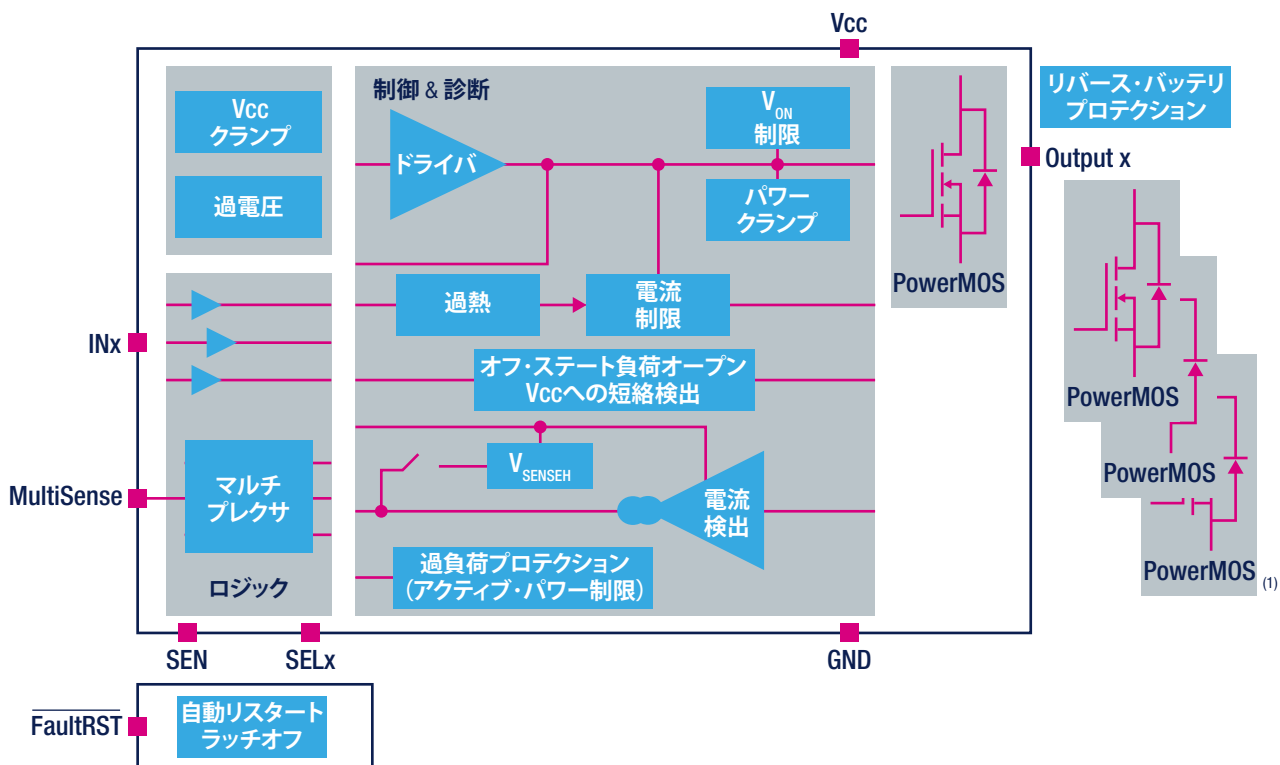 Vcc
制御 & 診断
Vcc
クランプ
過電圧
ドライバ
VON
制限
パワー
クランプ
PowerMOS
リバース・バッテリ
プロテクション
Output x
過熱
電流
制限
INx
オフ・ステート負荷オープン
Vccへの短絡検出
VSENSEH
電流
検出
MultiSense
マルチ
プレクサ
ロジック
過負荷プロテクション
(アクティブ・パワー制限)
PowerMOS
PowerMOS
PowerMOS (1)
SEN
SELx
GND
FaultRST
自動リスタート
ラッチオフ